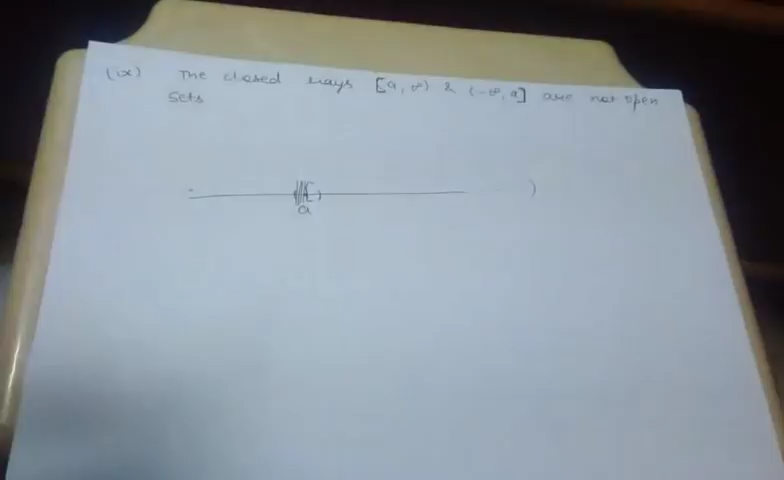 (ix) The closed rays [a, ∞) & (-∞, a] are not open
sets
[ )
a